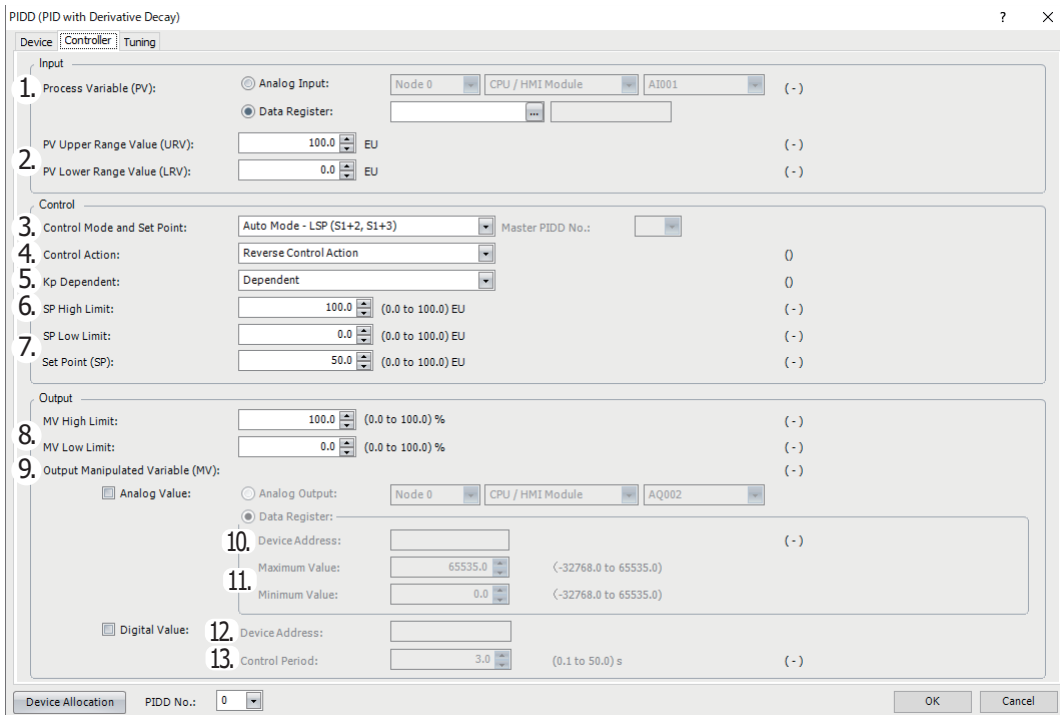 PIDD (PID with Derivative Decay) ?
Device Controller Tuning
Input
1. Process Variable (PV): Analog Input: Node 0 CPU / HMI Module AI001 ( - )
Data Register: ...
PV Upper Range Value (URV): 100.0 EU ( - )
2.
PV Lower Range Value (LRV): 0.0 EU ( - )
Control
3. Control Mode and Set Point: Auto Mode - LSP (S1+2, S1+3) Master PIDD No.:
4. Control Action: Reverse Control Action ()
5. Kp Dependent: Dependent ()
6. SP High Limit: 100.0 (0.0 to 100.0) EU ( - )
SP Low Limit: 0.0 (0.0 to 100.0) EU ( - )
7.
Set Point (SP): 50.0 (0.0 to 100.0) EU ( - )
Output
MV High Limit: 100.0 (0.0 to 100.0) % ( - )
8.
MV Low Limit: 0.0 (0.0 to 100.0) % ( - )
9. Output Manipulated Variable (MV): ( - )
Analog Value: Analog Output: Node 0 CPU / HMI Module AQ002
Data Register:
10. Device Address: ( - )
Maximum Value: 65535.0 (-32768.0 to 65535.0)
11.
Minimum Value: 0.0 (-32768.0 to 65535.0)
Digital Value: 12. Device Address:
13. Control Period: 3.0 (0.1 to 50.0) s ( - )
Device Allocation PIDD No.: 0 OK Cancel